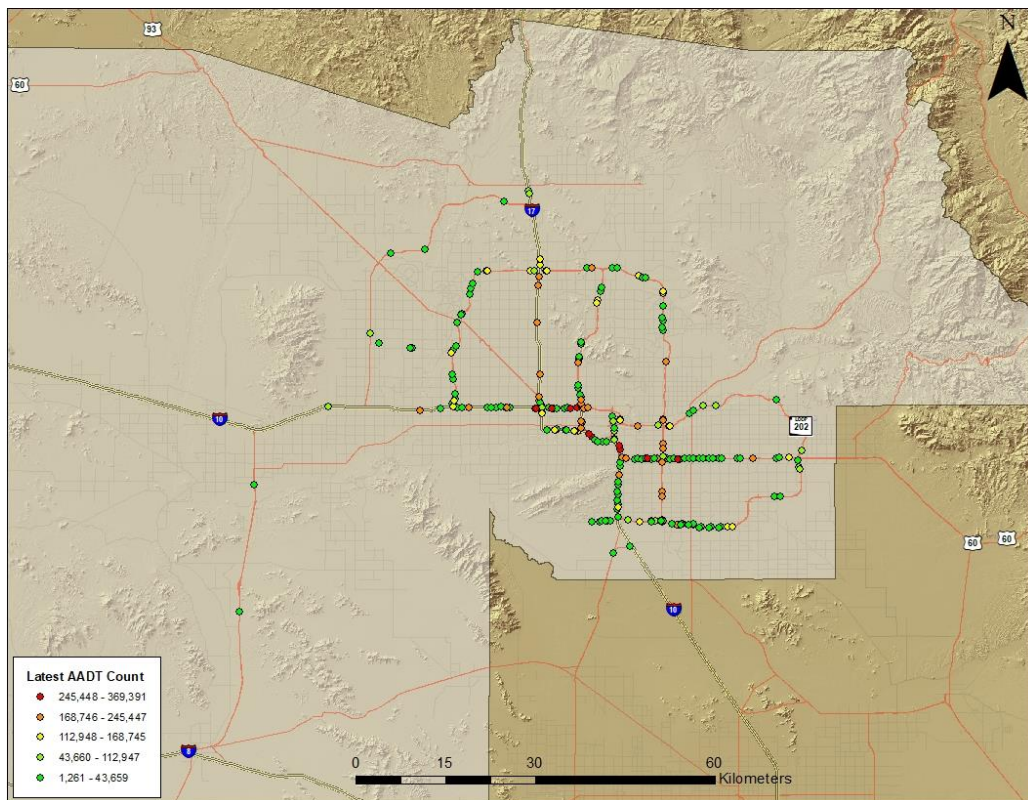 93
N
60
17
10
LOOP
202
60
60
10
8
Latest AADT Count
245,448 - 369,391
168,746 - 245,447
112,948 - 168,745
43,660 - 112,947
1,261 - 43,659
0 15 30 60
Kilometers